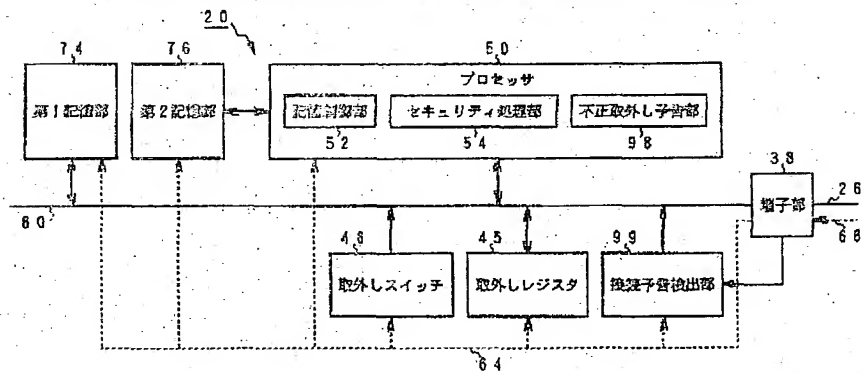 20
74
76
50
プロセッサ
第1記憶部
第2記憶部
記憶制御部
セキュリティ処理部
不正取外し予告部
52
54
98
38
端子部
26
66
60
46
45
99
取外しスイッチ
取外しレジスタ
接続予告検出部
64